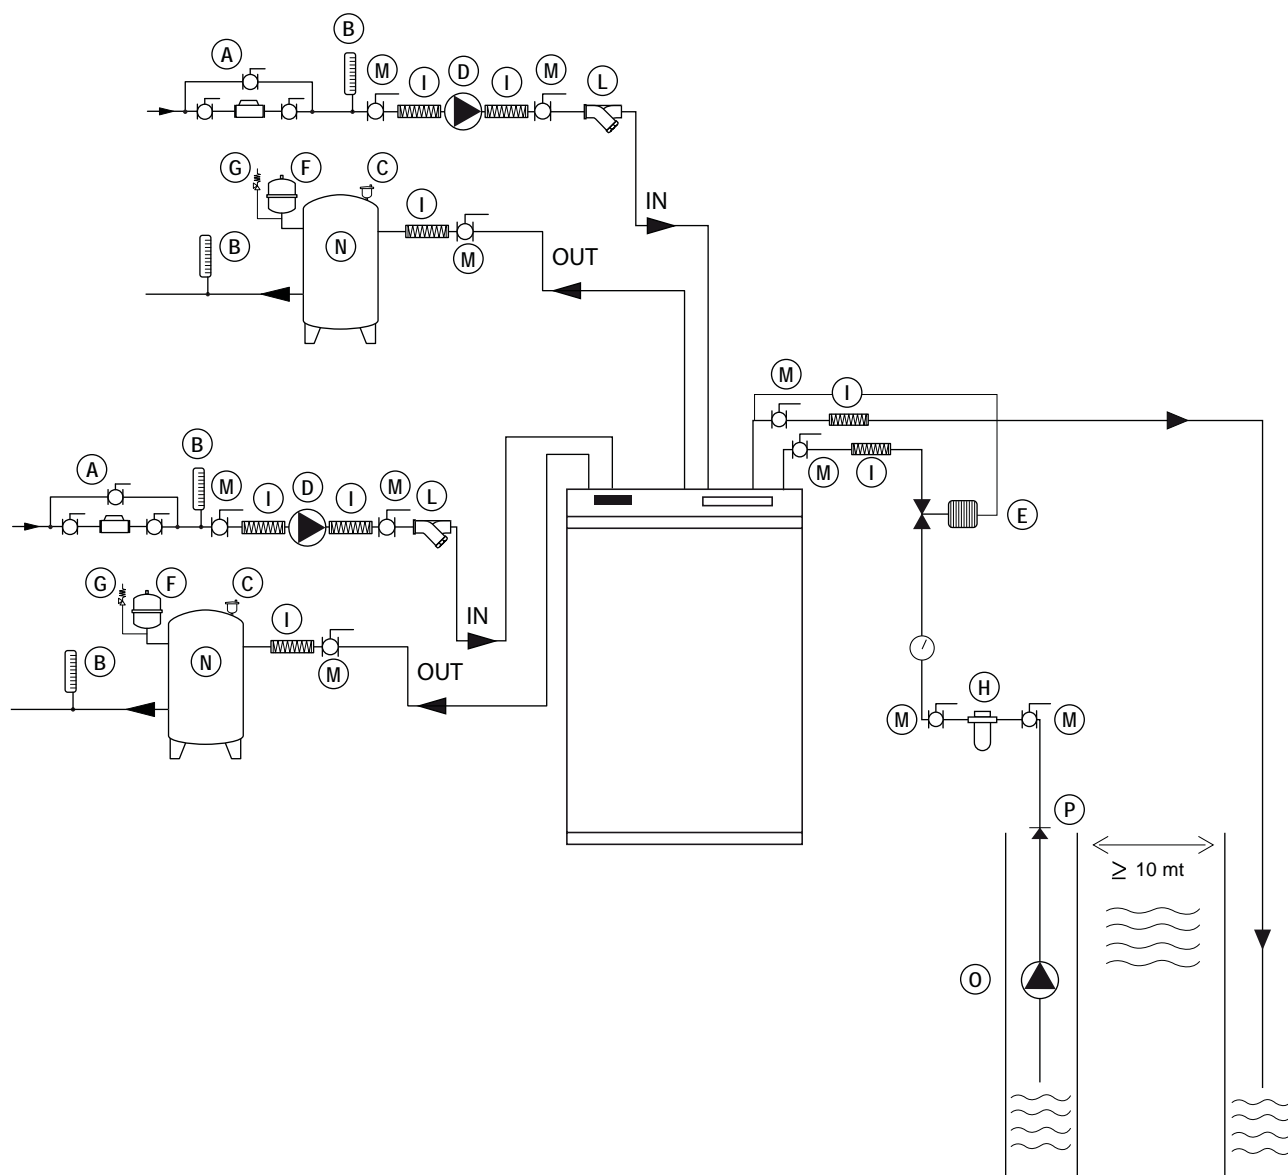 B
A M I D I M L
G F C
I IN
B N M OUT
M
I
B
A M I D I M L
M I
E
G F C
I IN
B N M OUT
H
M M
P
≥ 10 mt
O